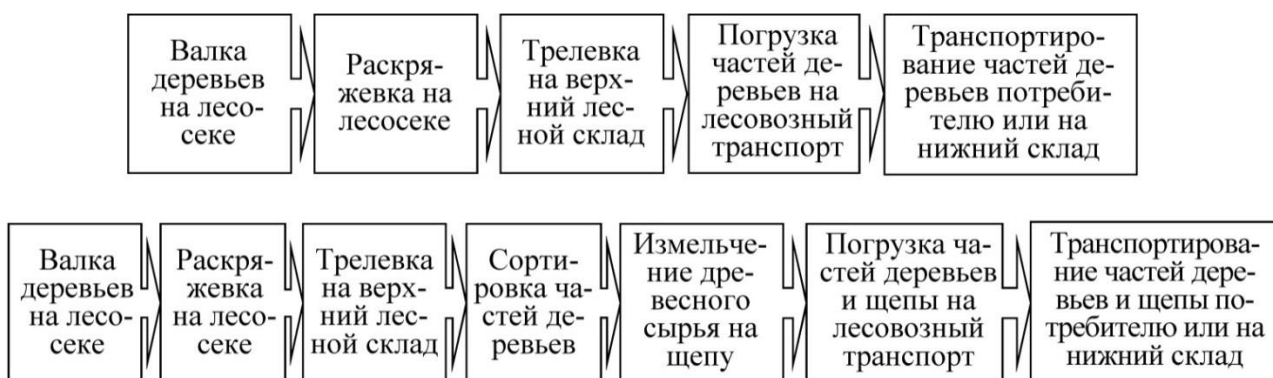 Валка
деревьев
на лесо-
секе
Раскря-
жевка на
лесосеке
Трелевка
на верх-
ний лес-
ной склад
Погрузка
частей де-
ревьев на
лесовозный
транспорт
Транспортиро-
вание частей де-
ревьев потреби-
телю или на
нижний склад
Валка
деревьев
на лесо-
секе
Раскря-
жевка
на лесо-
секе
Трелевка
на верх-
ний лес-
ной склад
Сорти-
ровка ча-
стей де-
ревьев
Измельче-
ние дре-
весного
сырья на
щепу
Погрузка ча-
стей деревьев
и щепы на
лесовозный
транспорт
Транспортирова-
ние частей дере-
вьев и щепы по-
требителю или на
нижний склад